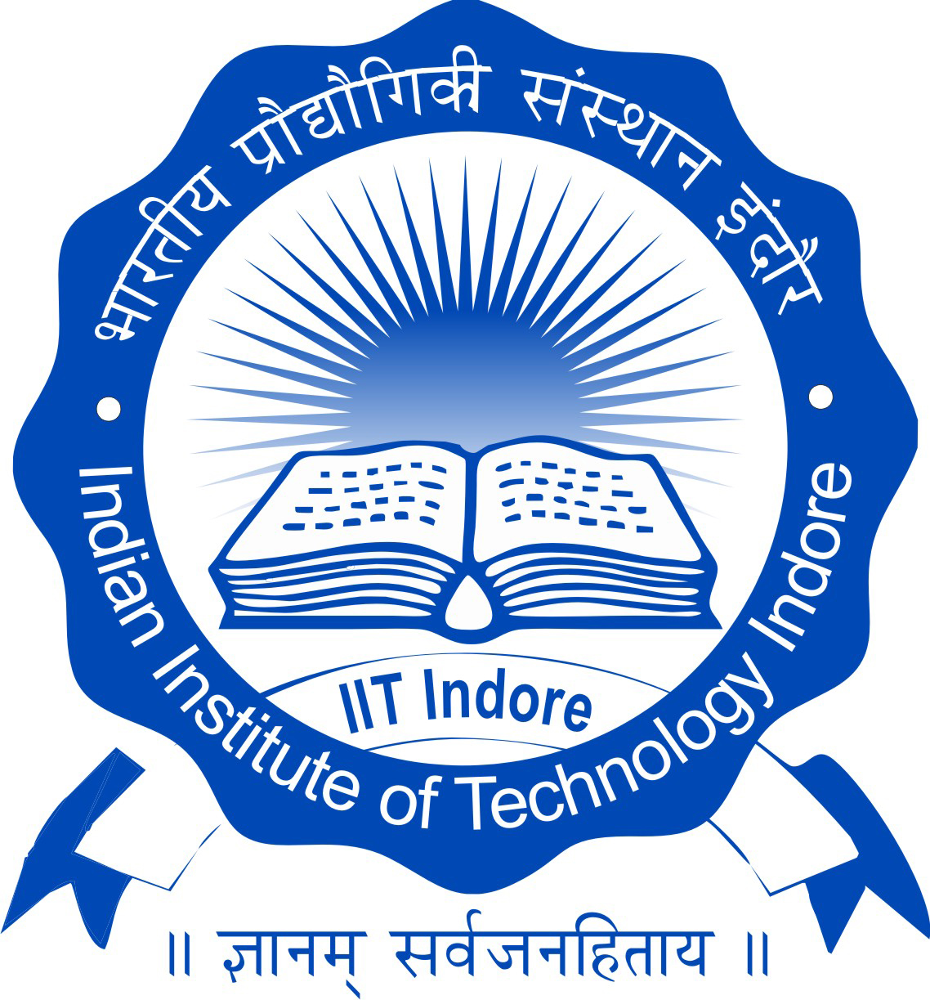 भारतीय प्रौद्यौगिकी संस्थान इंदौर
IIT Indore
Indian Institute of Technology Indore
॥ ज्ञानम् सर्वजनहिताय ॥